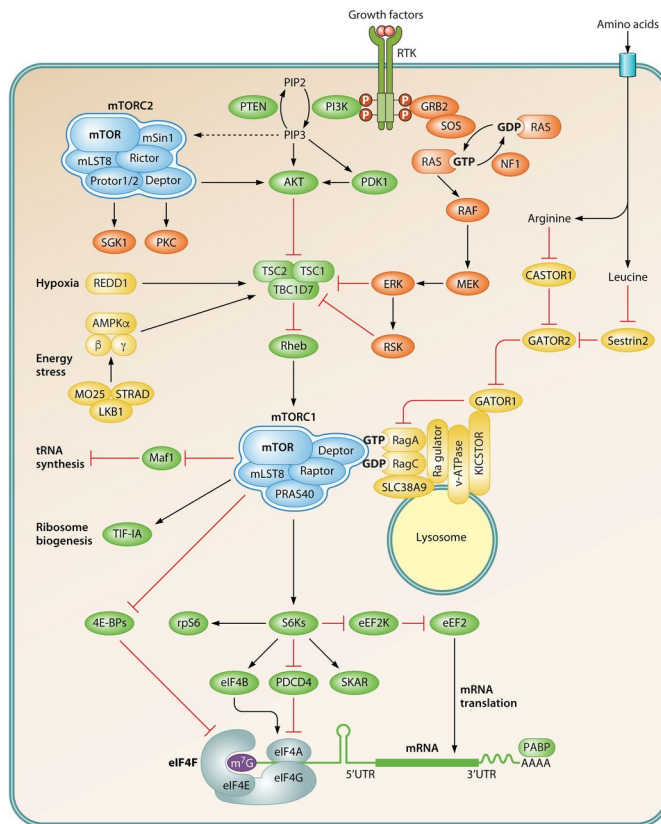 Growth factors
Amino acids
RTK
PIP2
PTEN
PI3K
P
P
P
P
GRB2
SOS
GDP
RAS
mTORC2
mTOR
mSin1
mLST8
Rictor
Protor1/2
Deptor
PIP3
RAS
GTP
NF1
AKT
PDK1
RAF
SGK1
PKC
Arginine
TSC2
TSC1
TBC1D7
Hypoxia
REDD1
ERK
MEK
CASTOR1
Leucine
AMPKα
β
γ
Energy
stress
Rheb
RSK
GATOR2
Sestrin2
MO25
STRAD
LKB1
GATOR1
mTORC1
mTOR
Deptor
mLST8
Raptor
PRAS40
GTP
RagA
GDP
RagC
SLC38A9
Ra gulator
v-ATPase
KICSTOR
tRNA
synthesis
Maf1
Ribosome
biogenesis
TIF-IA
Lysosome
4E-BPs
rpS6
S6Ks
eEF2K
eEF2
eIF4B
PDCD4
SKAR
mRNA
translation
eIF4F
m7G
eIF4A
eIF4E
eIF4G
5'UTR
mRNA
3'UTR
PABP
AAAA